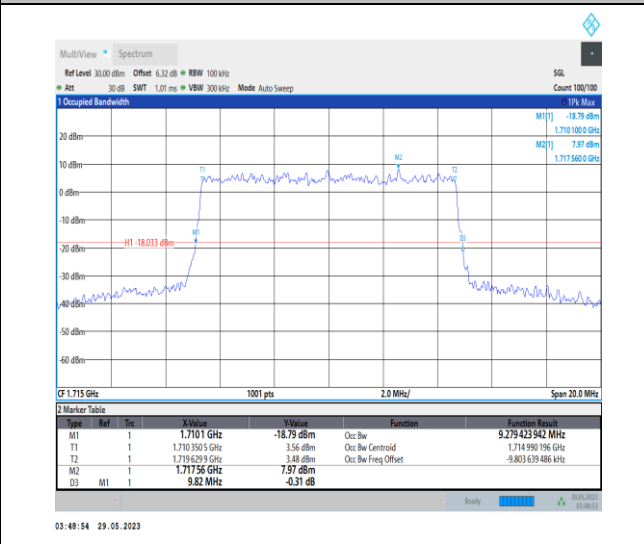 MultiView Spectrum
Ref Level 30.00 dBm Offset 6.32 dB RBW 100 kHz SGL
Att 30 dB SWT 1.01 ms VBW 300 kHz Mode Auto Sweep Count 100/100
1 Occupied Bandwidth 1Pk Max
M1[1] -18.79 dBm
1.710 100 0 GHz
M2[1] 7.97 dBm
1.717 560 0 GHz
20 dBm
10 dBm
M2
T1 T2
0 dBm
-10 dBm
M1
D3
H1 -18.033 dBm
-20 dBm
-30 dBm
-40 dBm
-50 dBm
-60 dBm
CF 1.715 GHz 1001 pts 2.0 MHz/ Span 20.0 MHz
2 Marker Table
Type Ref Trc X-Value Y-Value Function Function Result
M1 1 1.7101 GHz -18.79 dBm Occ Bw 9.279 423 942 MHz
T1 1 1.710 350 5 GHz 3.56 dBm Occ Bw Centroid 1.714 990 196 GHz
T2 1 1.719 629 9 GHz 3.48 dBm Occ Bw Freq Offset -9.803 639 486 kHz
M2 1 1.717 56 GHz 7.97 dBm
D3 M1 1 9.82 MHz -0.31 dB
Ready 29.05.2023
03:48:53
03:48:54 29.05.2023